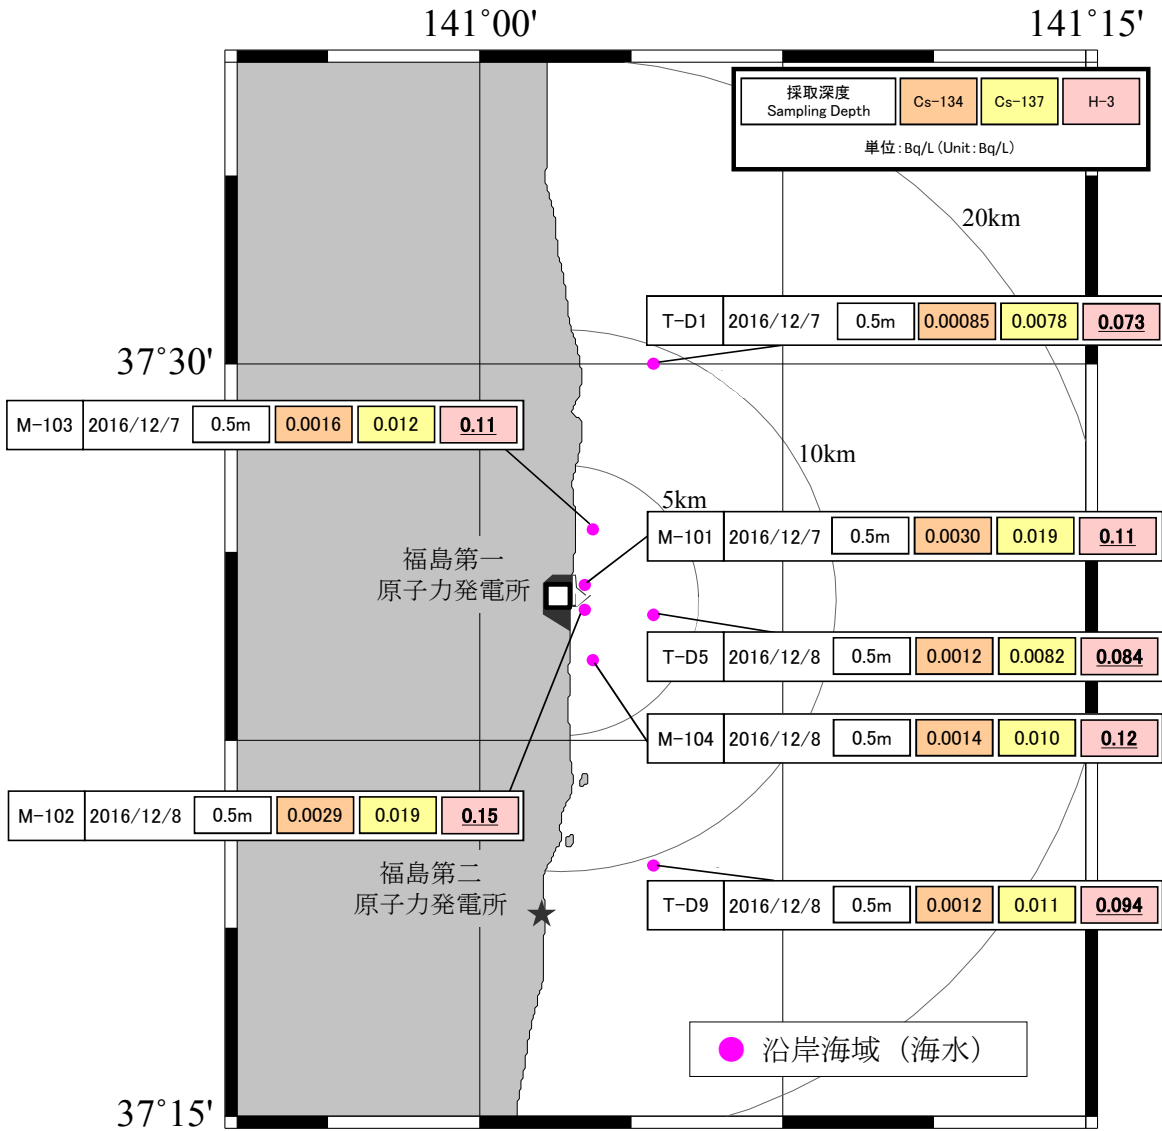 141°00'
141°15'
採取深度
Sampling Depth
Cs-134
Cs-137
H-3
単位:Bq/L (Unit:Bq/L)
20km
T-D1 2016/12/7 0.5m 0.00085 0.0078 0.073
37°30'
M-103 2016/12/7 0.5m 0.0016 0.012 0.11
10km
5km
M-101 2016/12/7 0.5m 0.0030 0.019 0.11
福島第一
原子力発電所
T-D5 2016/12/8 0.5m 0.0012 0.0082 0.084
M-104 2016/12/8 0.5m 0.0014 0.010 0.12
M-102 2016/12/8 0.5m 0.0029 0.019 0.15
福島第二
原子力発電所
T-D9 2016/12/8 0.5m 0.0012 0.011 0.094
沿岸海域（海水）
37°15'